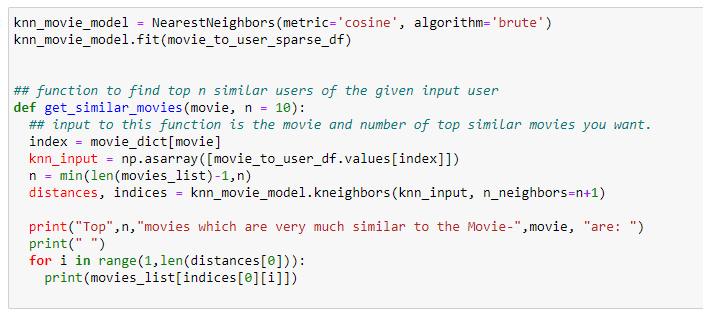 knn_movie_model = NearestNeighbors(metric='cosine', algorithm='brute')
knn_movie_model.fit(movie_to_user_sparse_df)
## function to find top n similar users of the given input user
def get_similar_movies(movie, n = 10):
  ## input to this function is the movie and number of top similar movies you want.
  index = movie_dict[movie]
  knn_input = np.asarray([movie_to_user_df.values[index]])
  n = min(len(movies_list)-1,n)
  distances, indices = knn_movie_model.kneighbors(knn_input, n_neighbors=n+1)
  print("Top",n,"movies which are very much similar to the Movie-",movie, "are: ")
  print(" ")
  for i in range(1,len(distances[0])):
    print(movies_list[indices[0][i]])